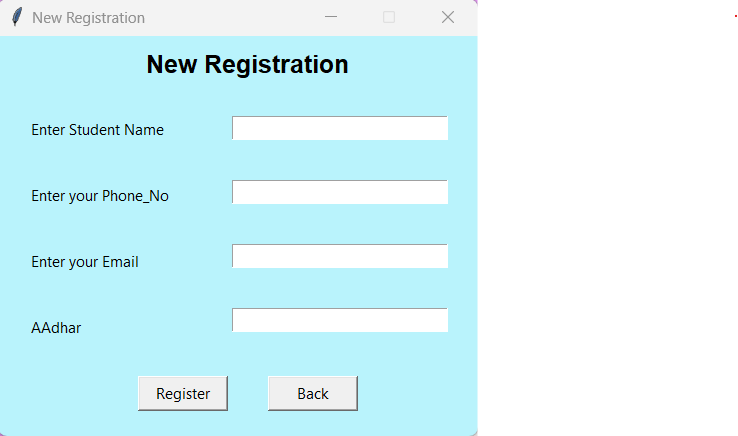 New Registration
New Registration
Enter Student Name
Enter your Phone_No
Enter your Email
AAdhar
Register Back